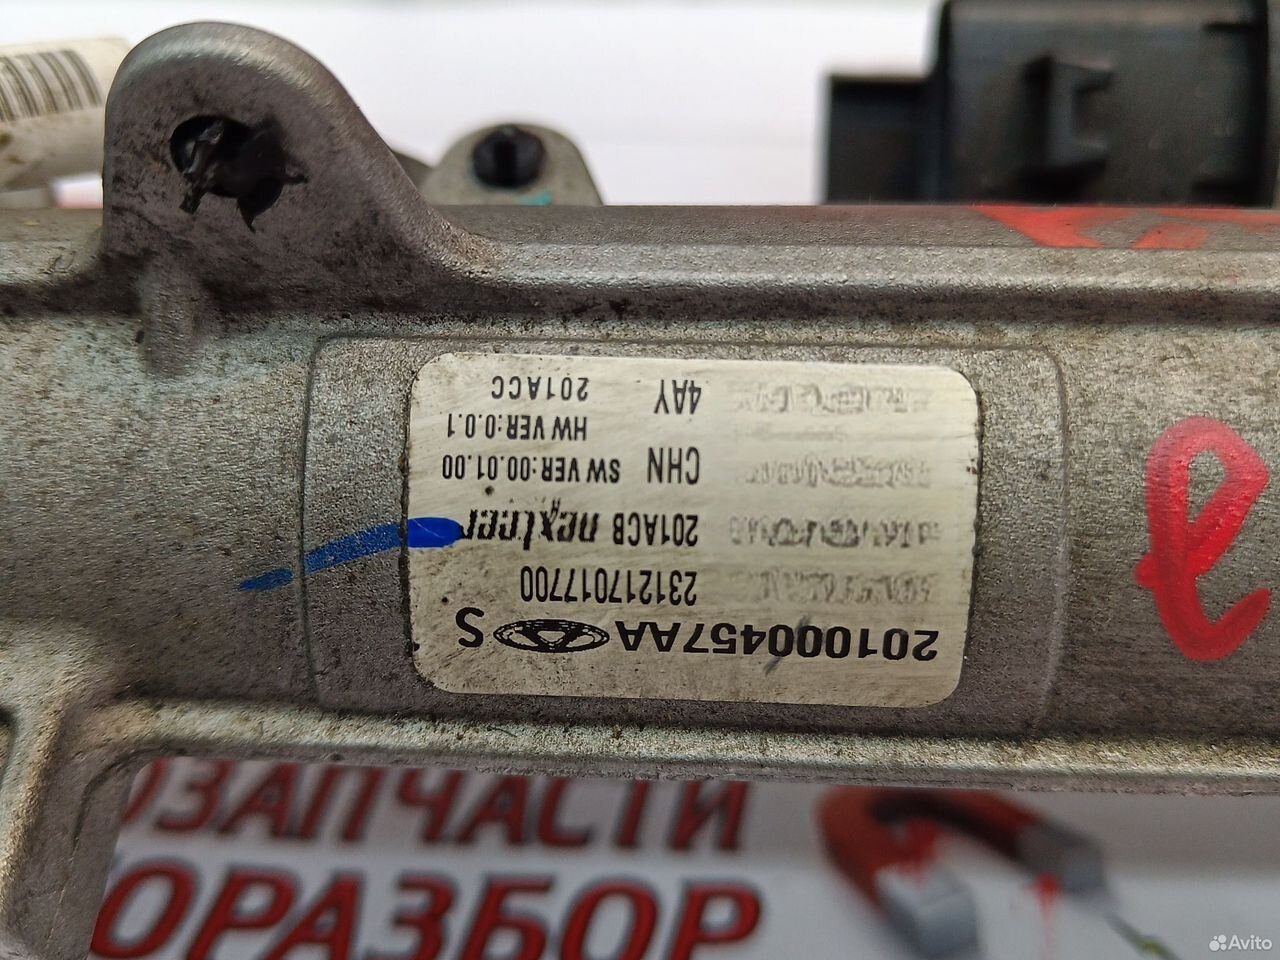 201000457AA S
231217017700
201ACB nexteer
CHN SW VER:00.01.00
HW VER:0.0.1
4AY 201ACC
ОЗАПЧАСТИ
ОРАЗБОР
Avito